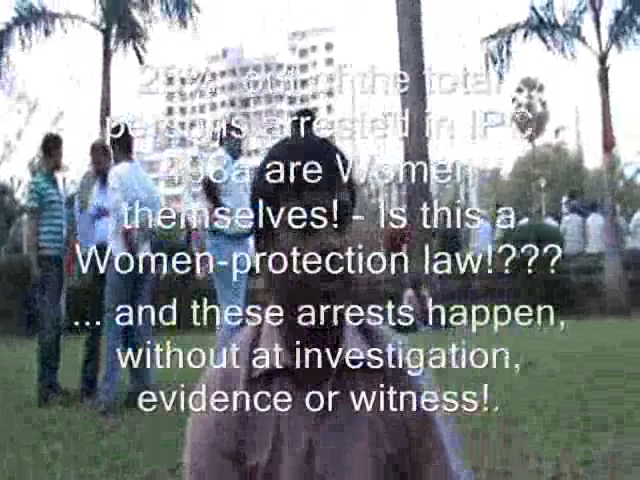 out of the total
persons arrested in IPC
498a are Women
themselves! - Is this a
Women-protection law!???
... and these arrests happen,
without at investigation,
evidence or witness!.